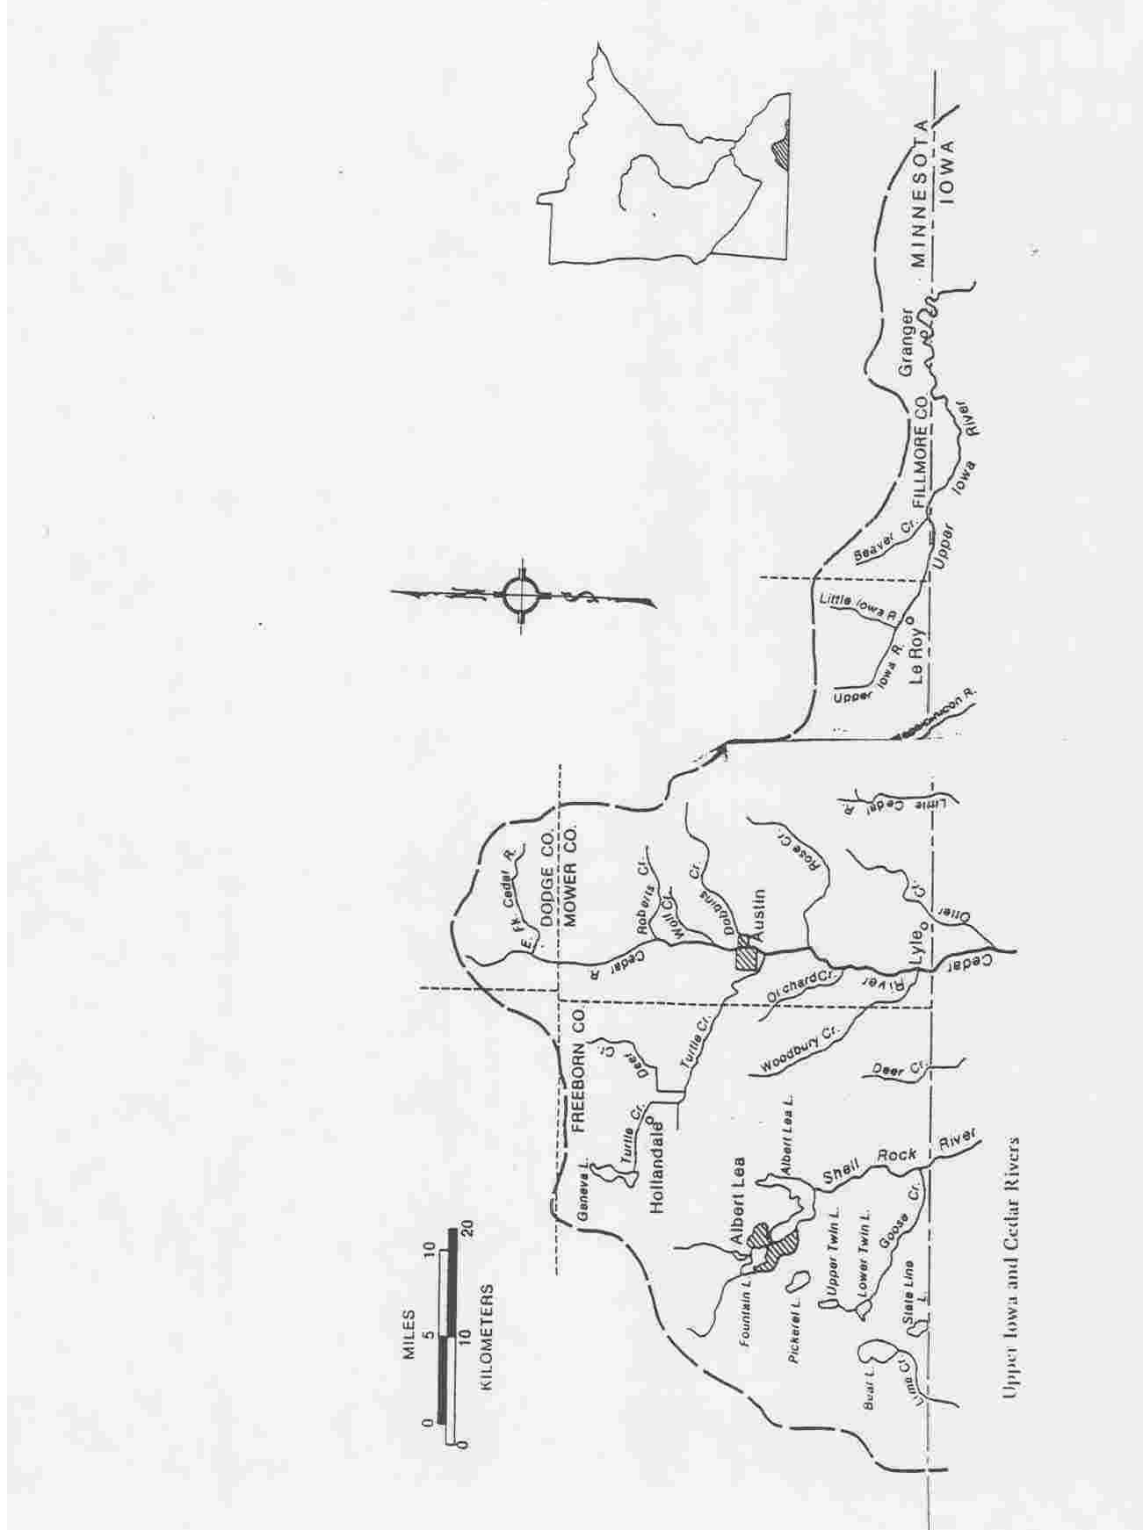 MILES
0 5 10
0 10 20
KILOMETERS
N
S
FREEBORN CO.
DODGE CO.
MOWER CO.
E. Fk. Cedar R.
Geneva L.
Turtle Cr.
Hollandale
Deer Cr.
Turtle Cr.
Cedar R.
Roberts Cr.
Wolf Cr.
Dobbins Cr.
Austin
Rose Cr.
Fountain L.
Albert Lea
Albert Lea L.
Pickerel L.
Upper Twin L.
Lower Twin L.
Goose Cr.
Shell Rock River
State Line L.
Bear L.
Lime Cr.
Woodbury Cr.
Orchard Cr.
Deer Cr.
Cedar River
Lyle
Otter Cr.
Little Cedar R.
Upper Iowa R.
Little Iowa R.
Le Roy
Beaver Cr.
FILLMORE CO.
Upper Iowa River
Granger
MINNESOTA
IOWA
Upper Iowa and Cedar Rivers